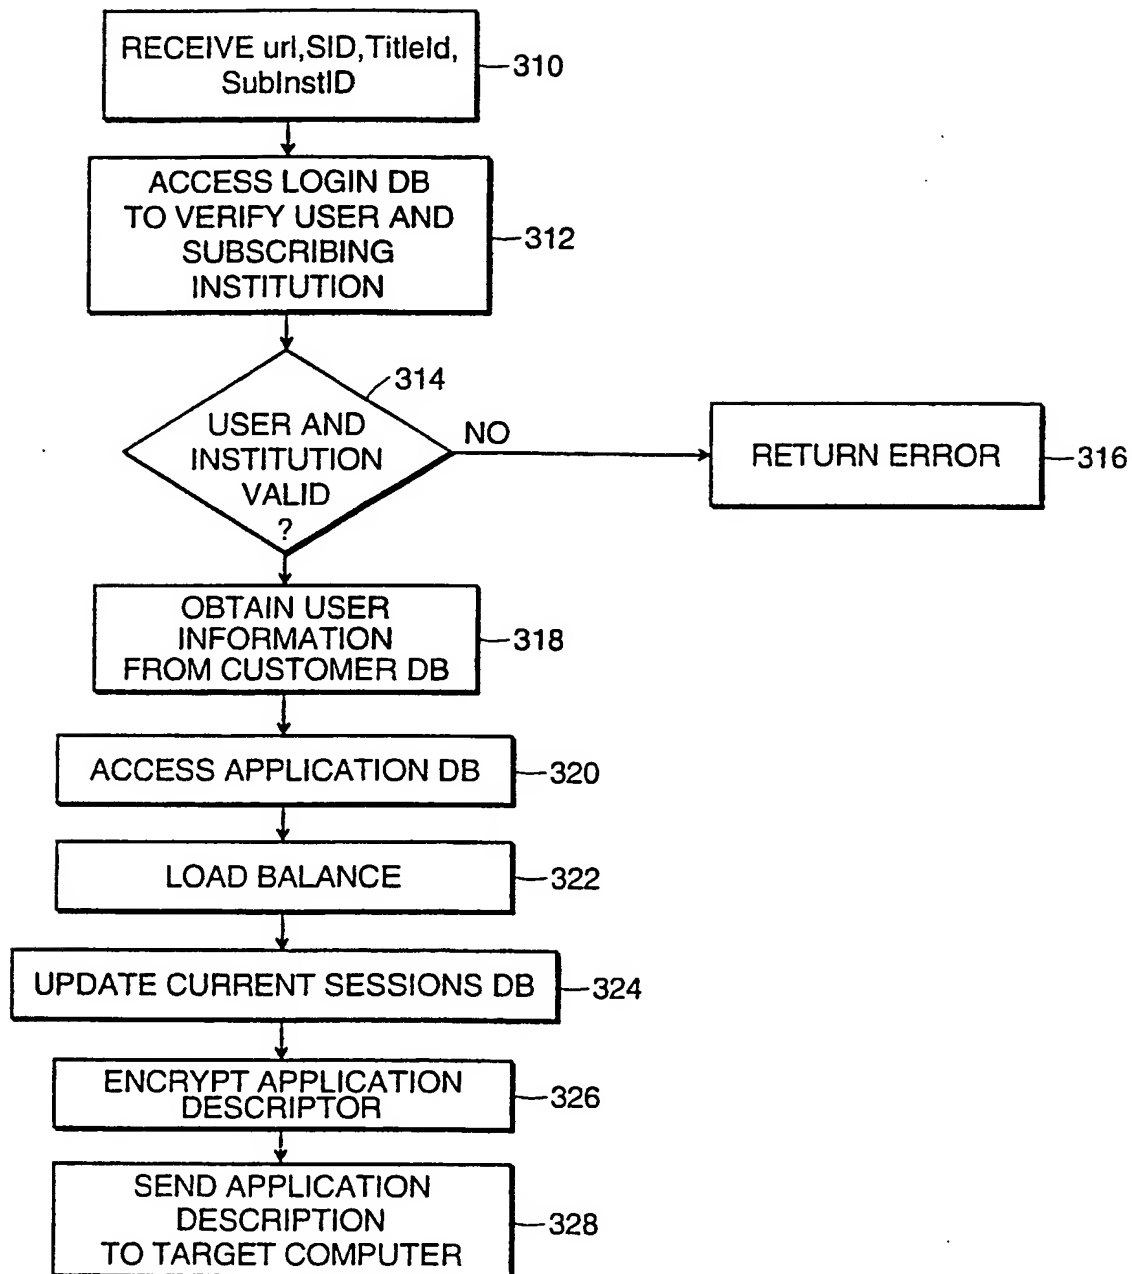 RECEIVE url,SID,TitleId,
SubInstID
310
ACCESS LOGIN DB
TO VERIFY USER AND
SUBSCRIBING
INSTITUTION
312
314
USER AND
INSTITUTION
VALID
?
NO
RETURN ERROR
316
OBTAIN USER
INFORMATION
FROM CUSTOMER DB
318
ACCESS APPLICATION DB
320
LOAD BALANCE
322
UPDATE CURRENT SESSIONS DB
324
ENCRYPT APPLICATION
DESCRIPTOR
326
SEND APPLICATION
DESCRIPTION
TO TARGET COMPUTER
328